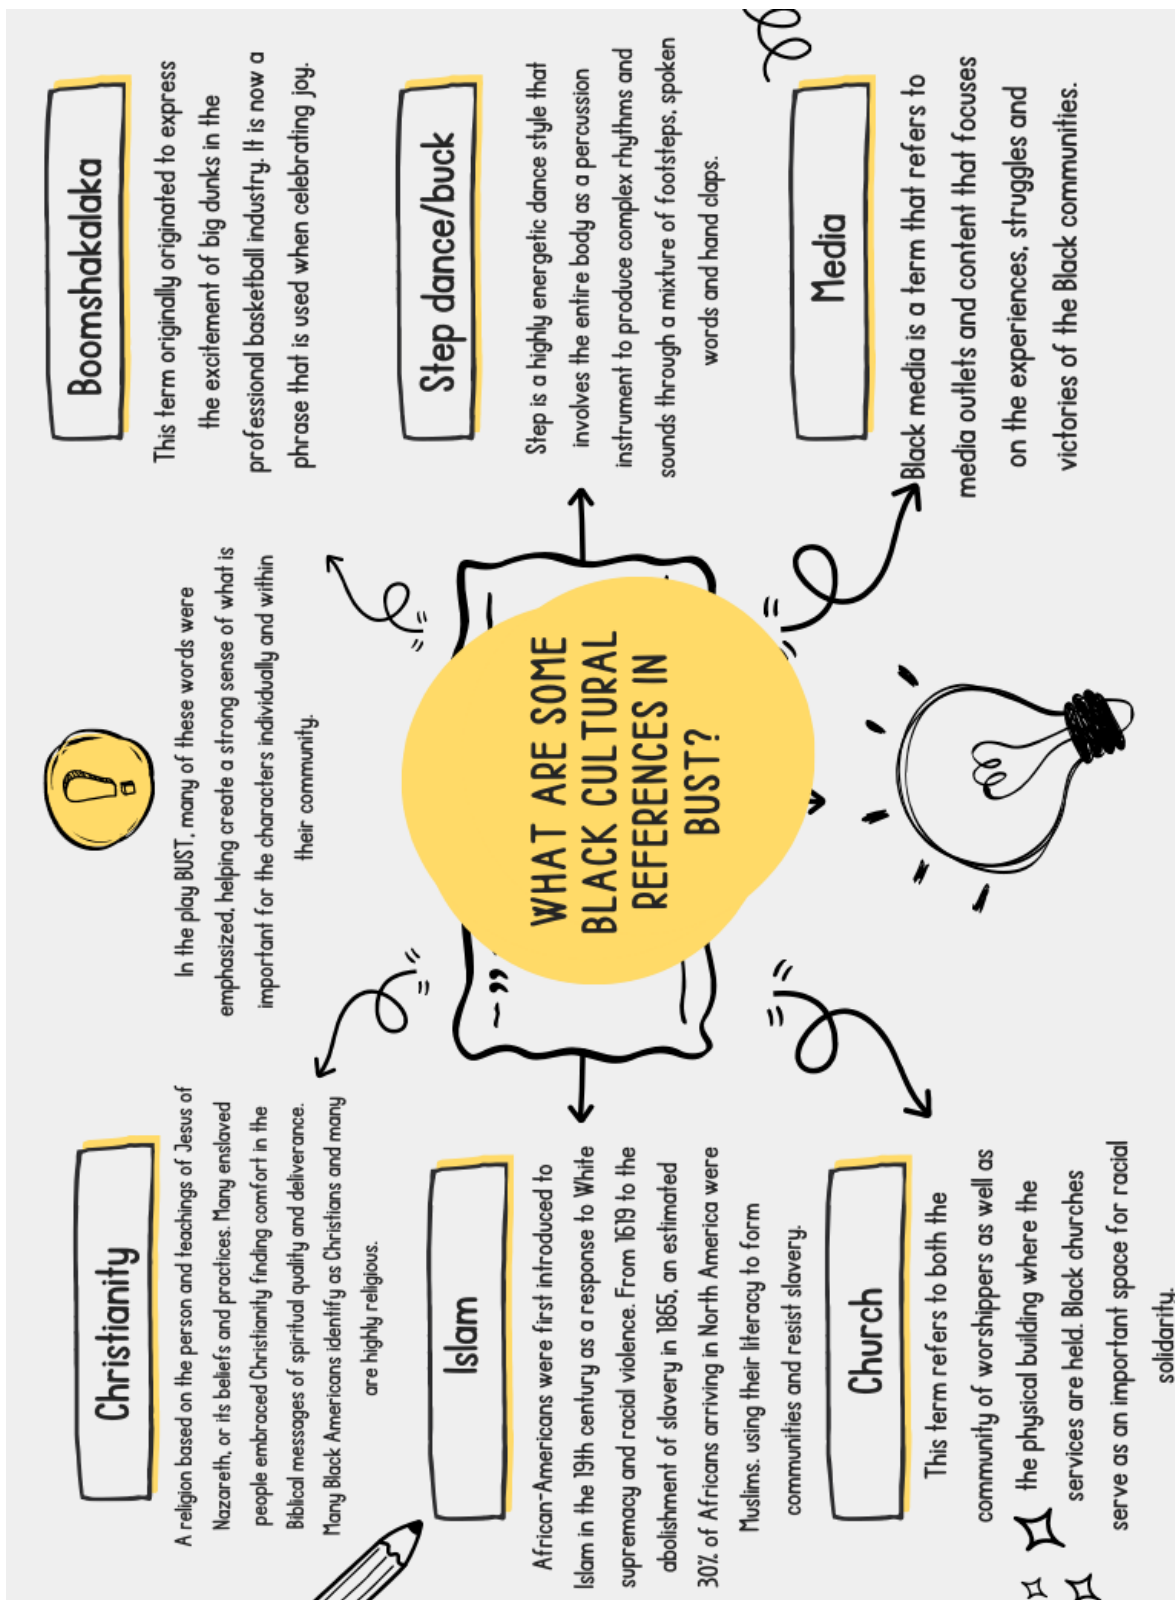 Christianity
A religion based on the person and teachings of Jesus of
Nazareth, or its beliefs and practices. Many enslaved
people embraced Christianity finding comfort in the
Biblical messages of spiritual quality and deliverance.
Many Black Americans identify as Christians and many
are highly religious.
Islam
African-Americans were first introduced to
Islam in the 19th century as a response to White
supremacy and racial violence. From 1619 to the
abolishment of slavery in 1865, an estimated
30% of Africans arriving in North America were
Muslims. using their literacy to form
communities and resist slavery.
Church
This term refers to both the
community of worshippers as well as
the physical building where the
services are held. Black churches
serve as an important space for racial
solidarity.
In the play BUST, many of these words were
emphasized, helping create a strong sense of what is
important for the characters individually and within
their community.
WHAT ARE SOME
BLACK CULTURAL
REFERENCES IN
BUST?
Boomshakalaka
This term originally originated to express
the excitement of big dunks in the
professional basketball industry. It is now a
phrase that is used when celebrating joy.
Step dance/buck
Step is a highly energetic dance style that
involves the entire body as a percussion
instrument to produce complex rhythms and
sounds through a mixture of footsteps, spoken
words and hand claps.
Media
Black media is a term that refers to
media outlets and content that focuses
on the experiences, struggles and
victories of the Black communities.